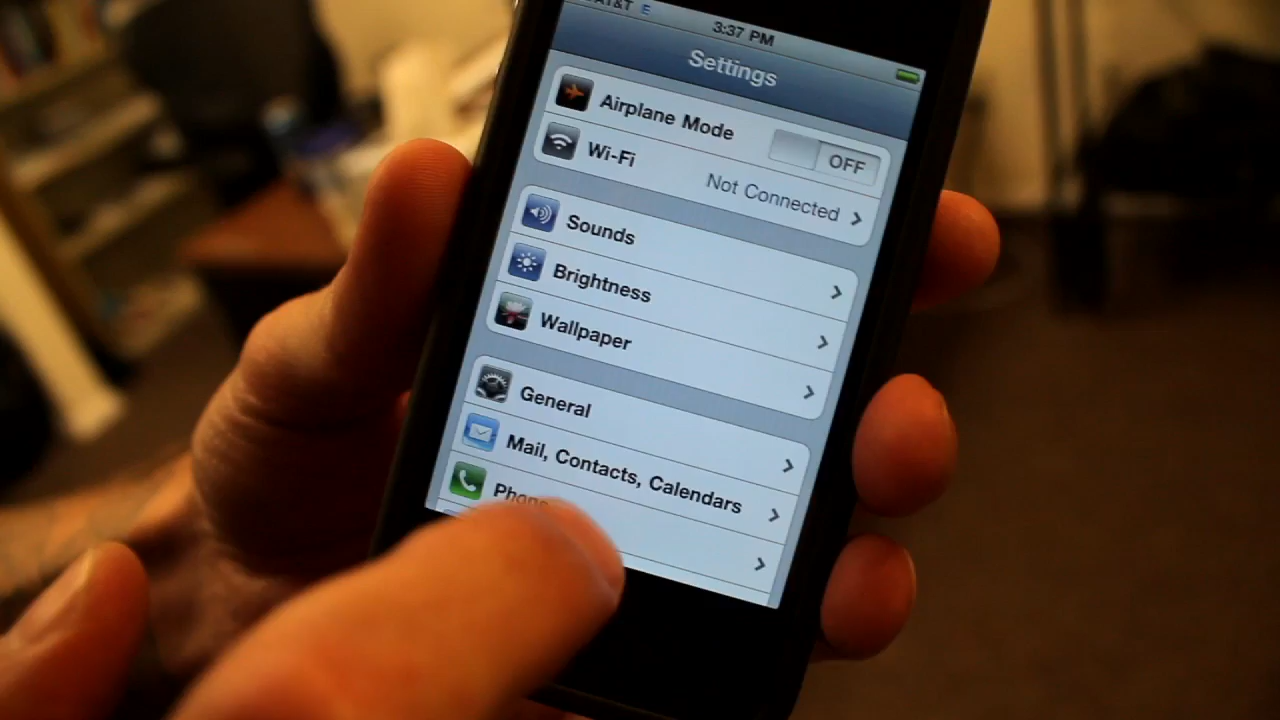 AT&T E 3:37 PM
Settings
Airplane Mode OFF
Wi-Fi Not Connected
Sounds
Brightness
Wallpaper
General
Mail, Contacts, Calendars
Phone